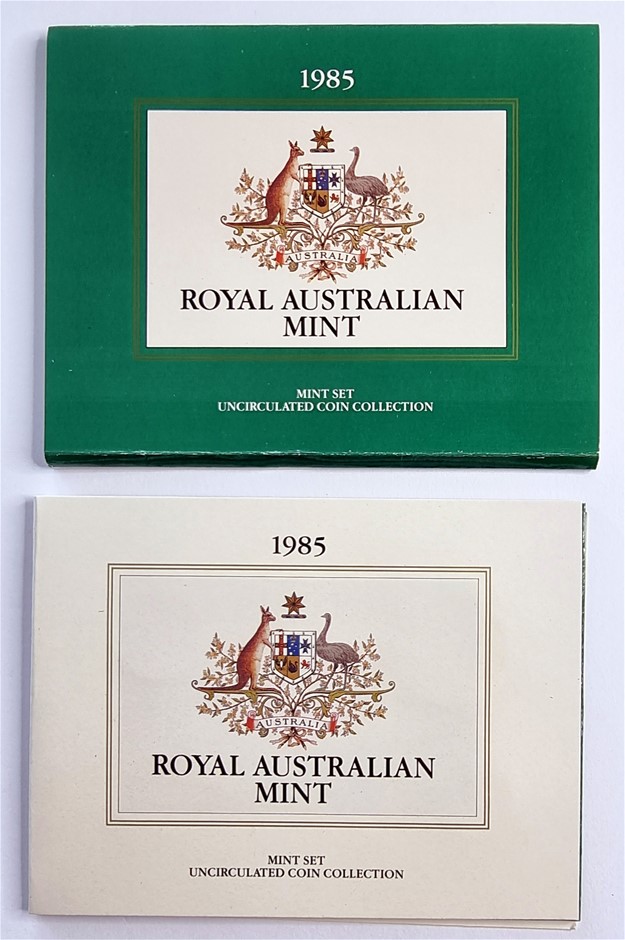 1985
AUSTRALIA
ROYAL AUSTRALIAN
MINT
MINT SET
UNCIRCULATED COIN COLLECTION
1985
AUSTRALIA
ROYAL AUSTRALIAN
MINT
MINT SET
UNCIRCULATED COIN COLLECTION